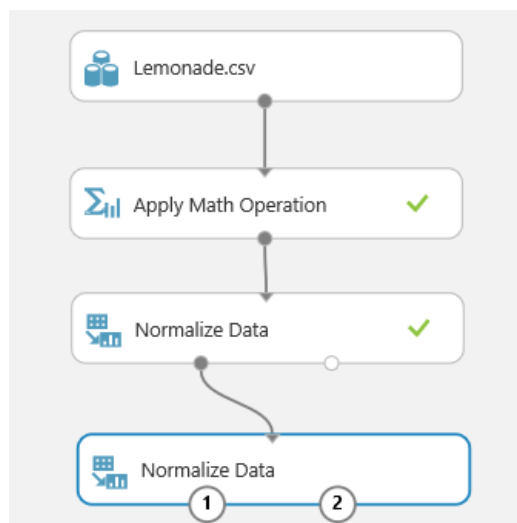 Lemonade.csv
Apply Math Operation
Normalize Data
Normalize Data
1 2